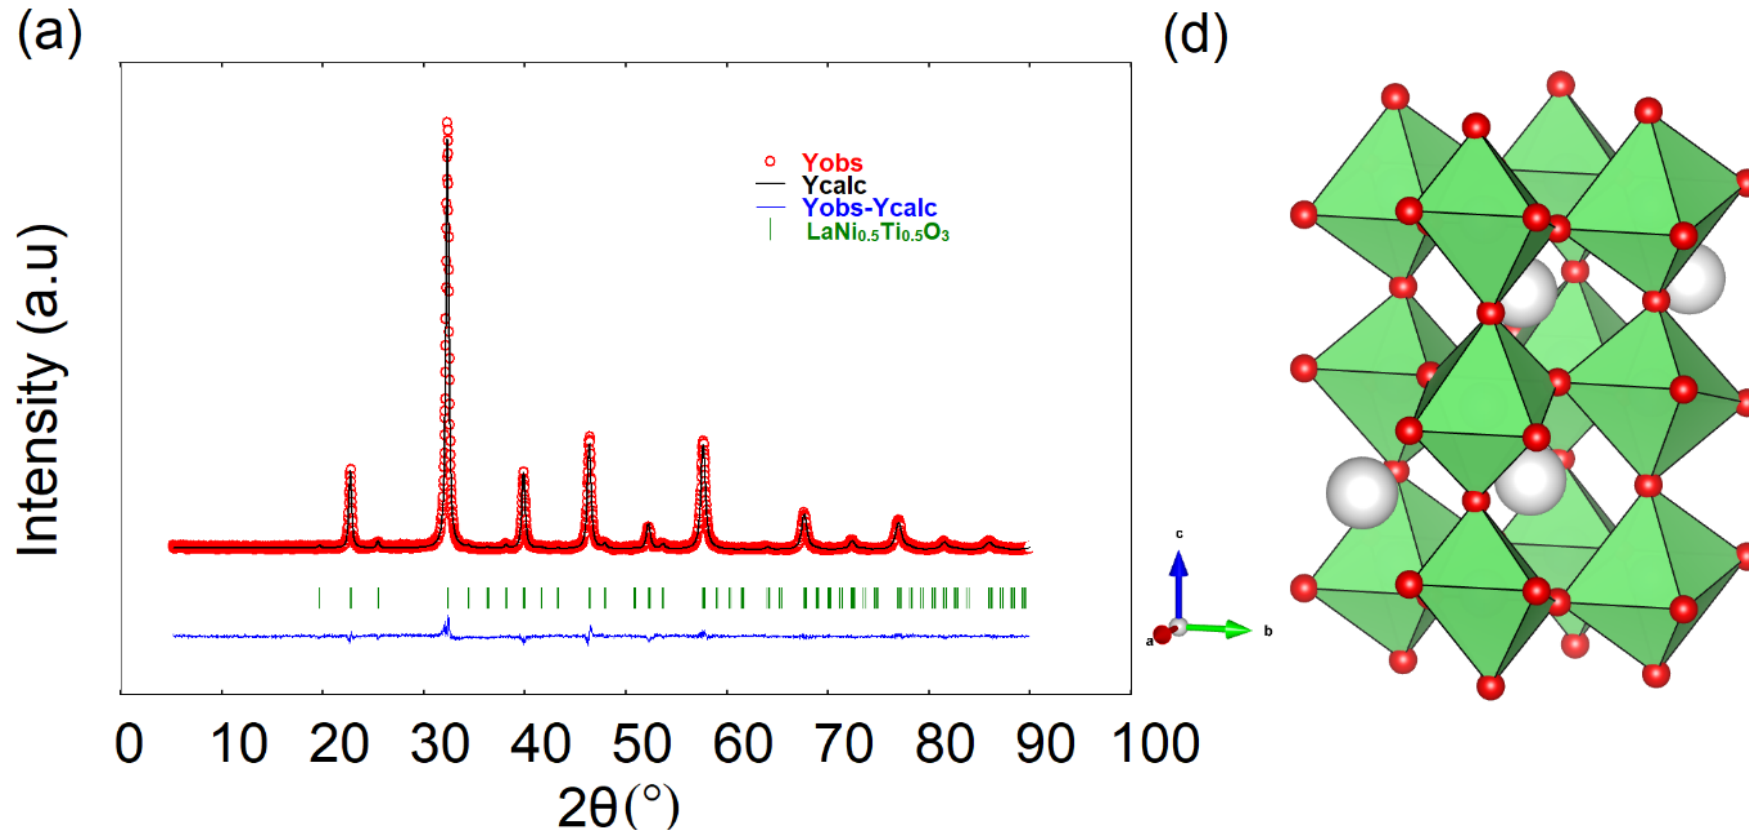 (a)
(d)
Yobs
Ycalc
Yobs-Ycalc
LaNi₀.₅Ti₀.₅O₃
Intensity (a.u)
c
a
b
0 10 20 30 40 50 60 70 80 90 100
2θ(°)